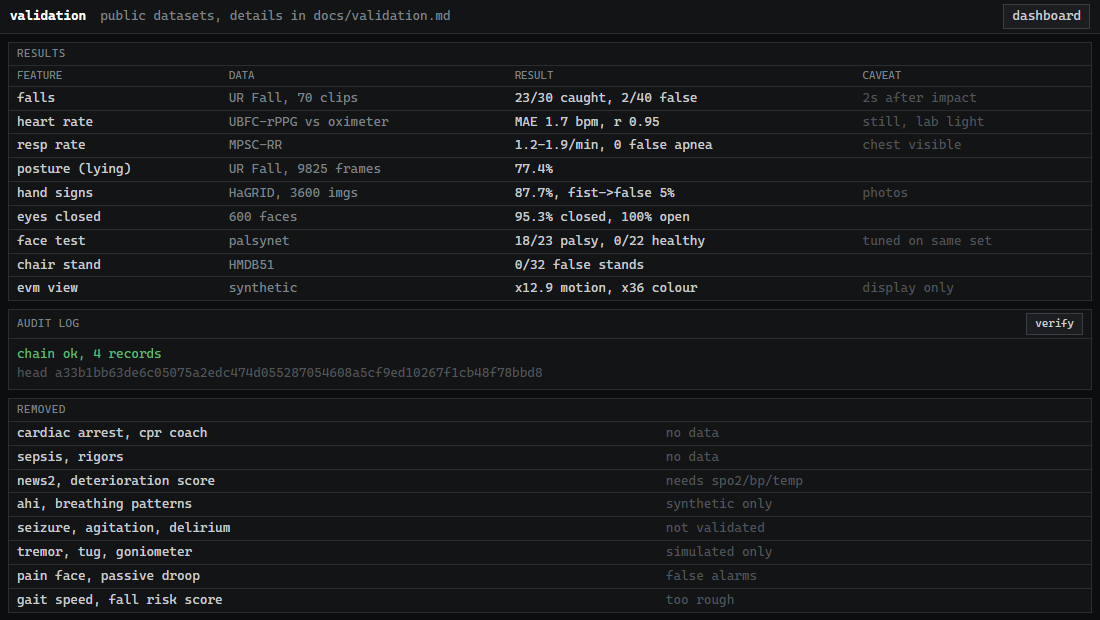 validation public datasets, details in docs/validation.md dashboard
RESULTS
FEATURE DATA RESULT CAVEAT
falls UR Fall, 70 clips 23/30 caught, 2/40 false 2s after impact
heart rate UBFC-rPPG vs oximeter MAE 1.7 bpm, r 0.95 still, lab light
resp rate MPSC-RR 1.2-1.9/min, 0 false apnea chest visible
posture (lying) UR Fall, 9825 frames 77.4%
hand signs HaGRID, 3600 imgs 87.7%, fist->false 5% photos
eyes closed 600 faces 95.3% closed, 100% open
face test palsynet 18/23 palsy, 0/22 healthy tuned on same set
chair stand HMDB51 0/32 false stands
evm view synthetic x12.9 motion, x36 colour display only
AUDIT LOG verify
chain ok, 4 records
head a33b1bb63de6c05075a2edc474d055287054608a5cf9ed10267f1cb48f78bbd8
REMOVED
cardiac arrest, cpr coach no data
sepsis, rigors no data
news2, deterioration score needs spo2/bp/temp
ahi, breathing patterns synthetic only
seizure, agitation, delirium not validated
tremor, tug, goniometer simulated only
pain face, passive droop false alarms
gait speed, fall risk score too rough